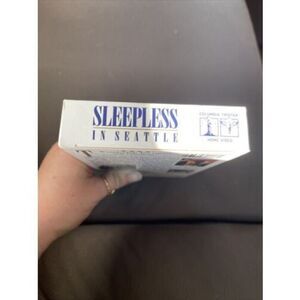 SLEEPLESS
IN SEATTLE
COLUMBIA TRISTAR
HOME VIDEO